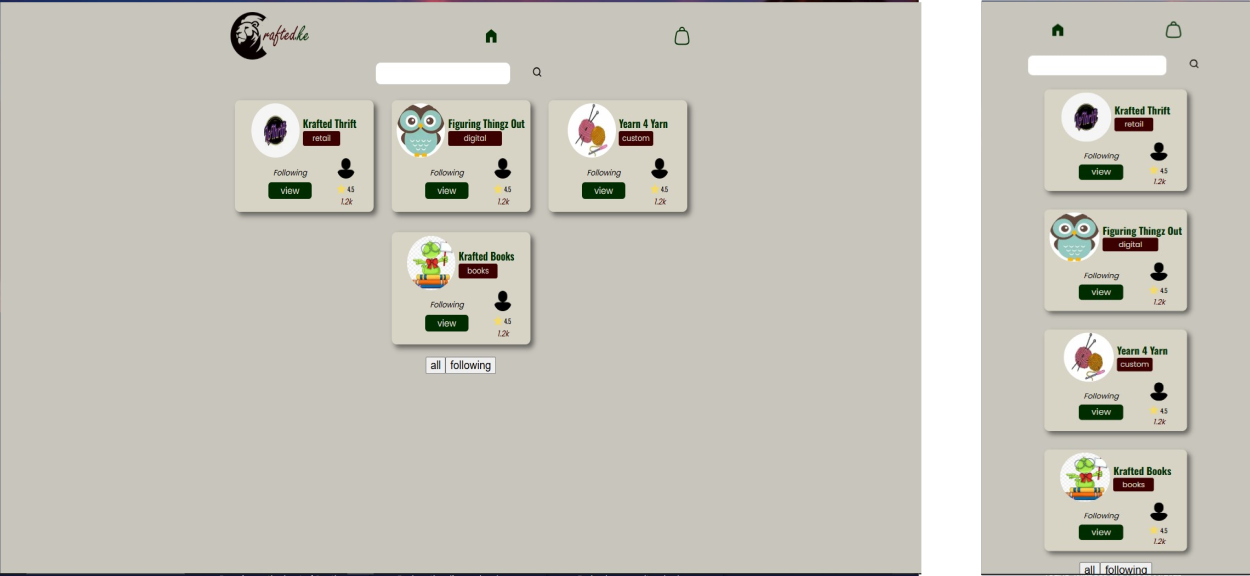 raftedke
Krafted Thrift
retail
Following
view
4.5
1.2k
Figuring Thingz Out
digital
Following
view
4.5
1.2k
Yearn 4 Yarn
custom
Following
view
4.5
1.2k
Krafted Books
books
Following
view
4.5
1.2k
all following
Krafted Thrift
retail
Following
view
4.5
1.2k
Figuring Thingz Out
digital
Following
view
4.5
1.2k
Yearn 4 Yarn
custom
Following
view
4.5
1.2k
Krafted Books
books
Following
view
4.5
1.2k
all following